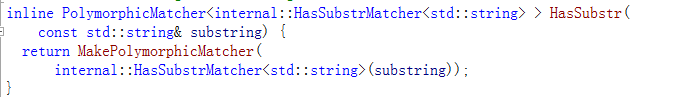 inline PolymorphicMatcher<internal::HasSubstrMatcher<std::string> > HasSubstr(
    const std::string& substring) {
  return MakePolymorphicMatcher(
      internal::HasSubstrMatcher<std::string>(substring));
}